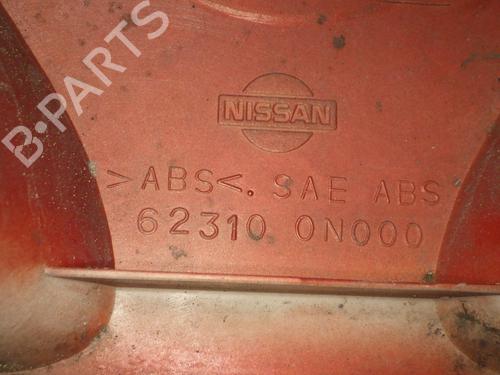 B-PARTS
NISSAN
>ABS<. SAE ABS
62310 0N000